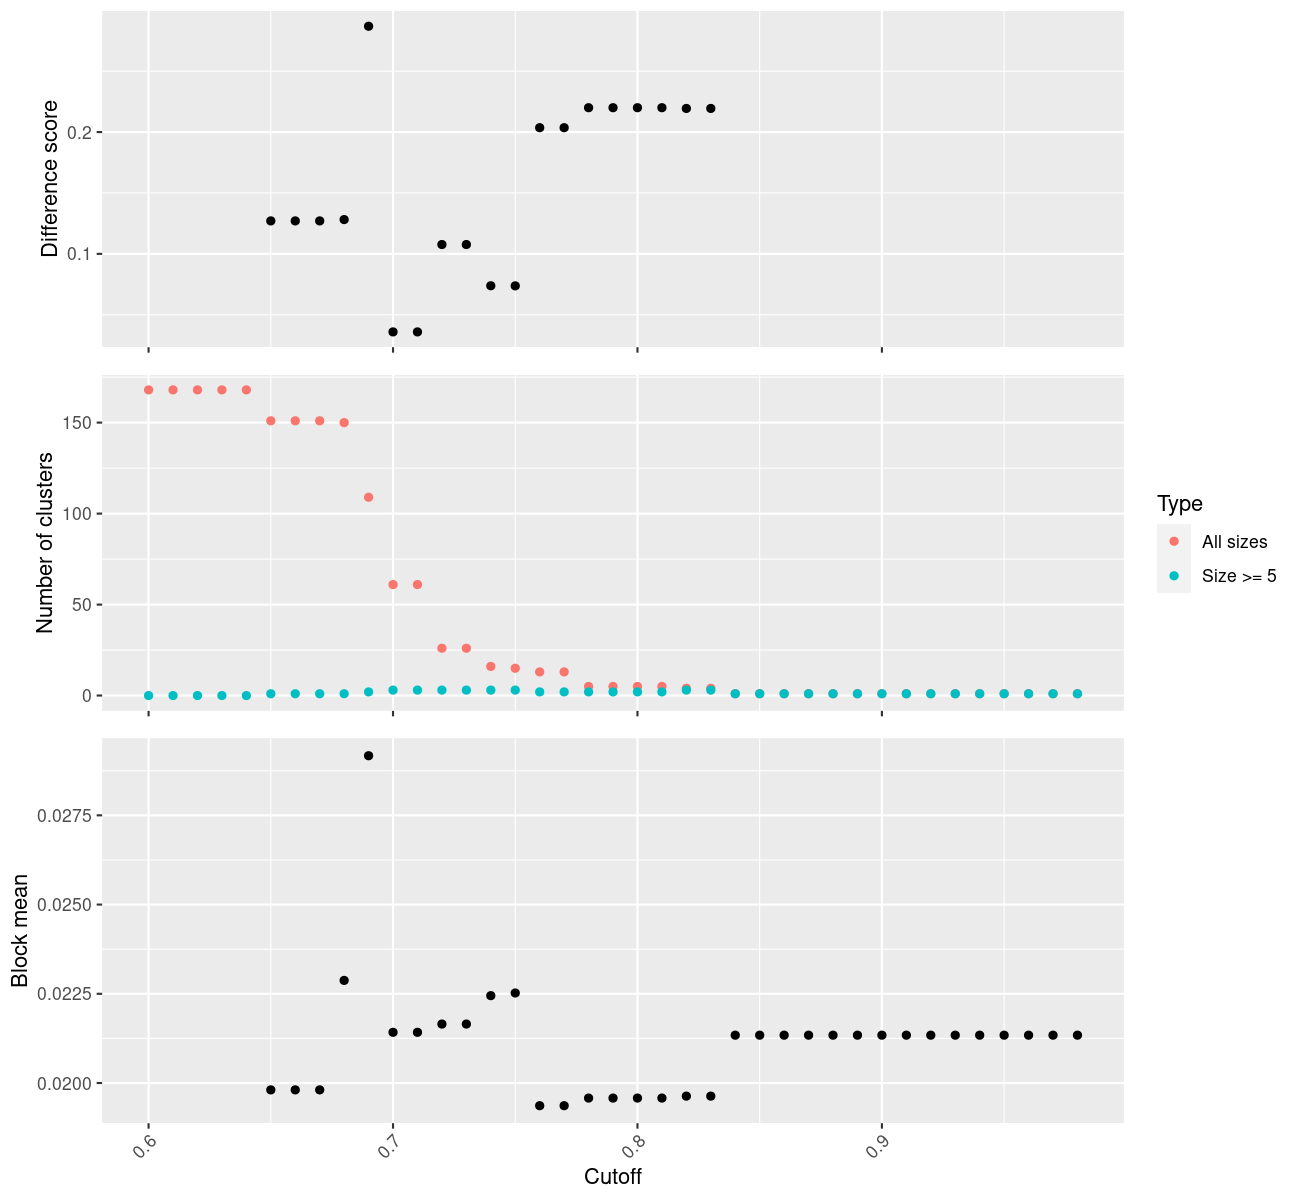 Difference score
0.2
0.1
Number of clusters
150
100
50
0
Type
All sizes
Size >= 5
Block mean
0.0275
0.0250
0.0225
0.0200
0.6 0.7 0.8 0.9
Cutoff